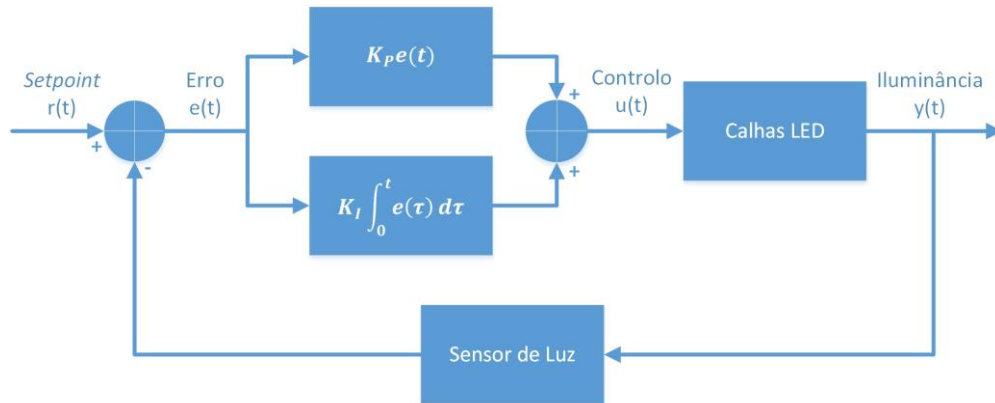 Setpoint
r(t)
+
-
Erro
e(t)
K_P e(t)
K_I ∫_0^t e(τ) dτ
+
+
Controlo
u(t)
Calhas LED
Iluminância
y(t)
Sensor de Luz